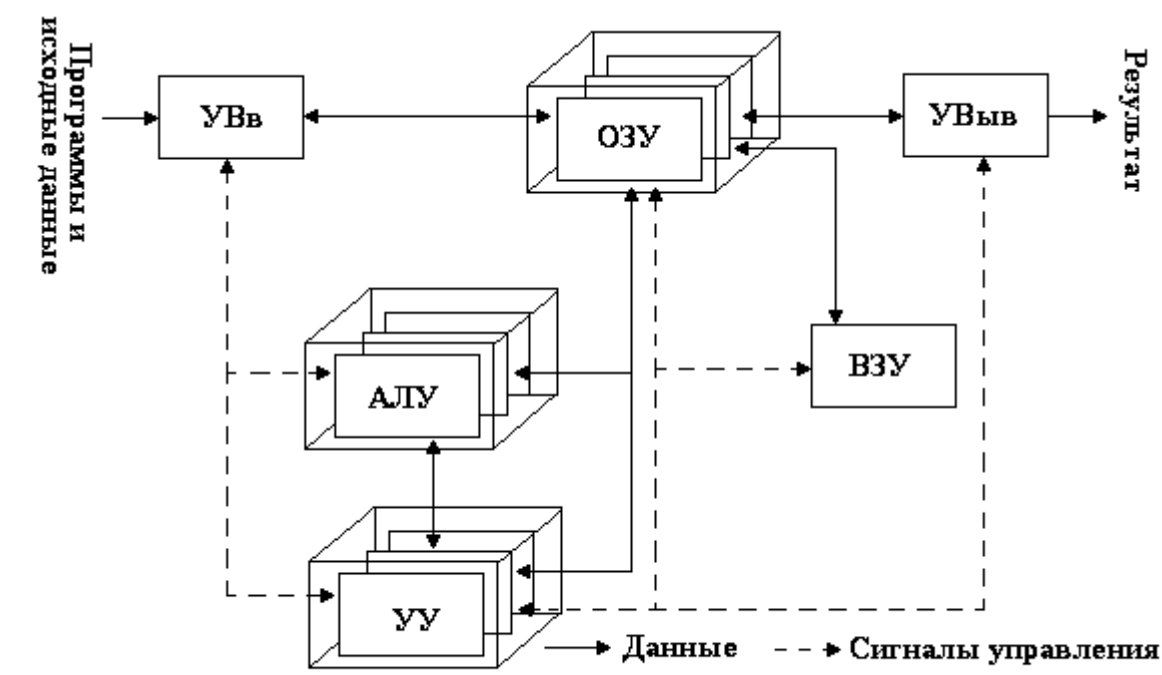 Программы и
исходные данные
УВв
ОЗУ
УВыв
Результат
АЛУ
ВЗУ
УУ
Данные
Сигналы управления